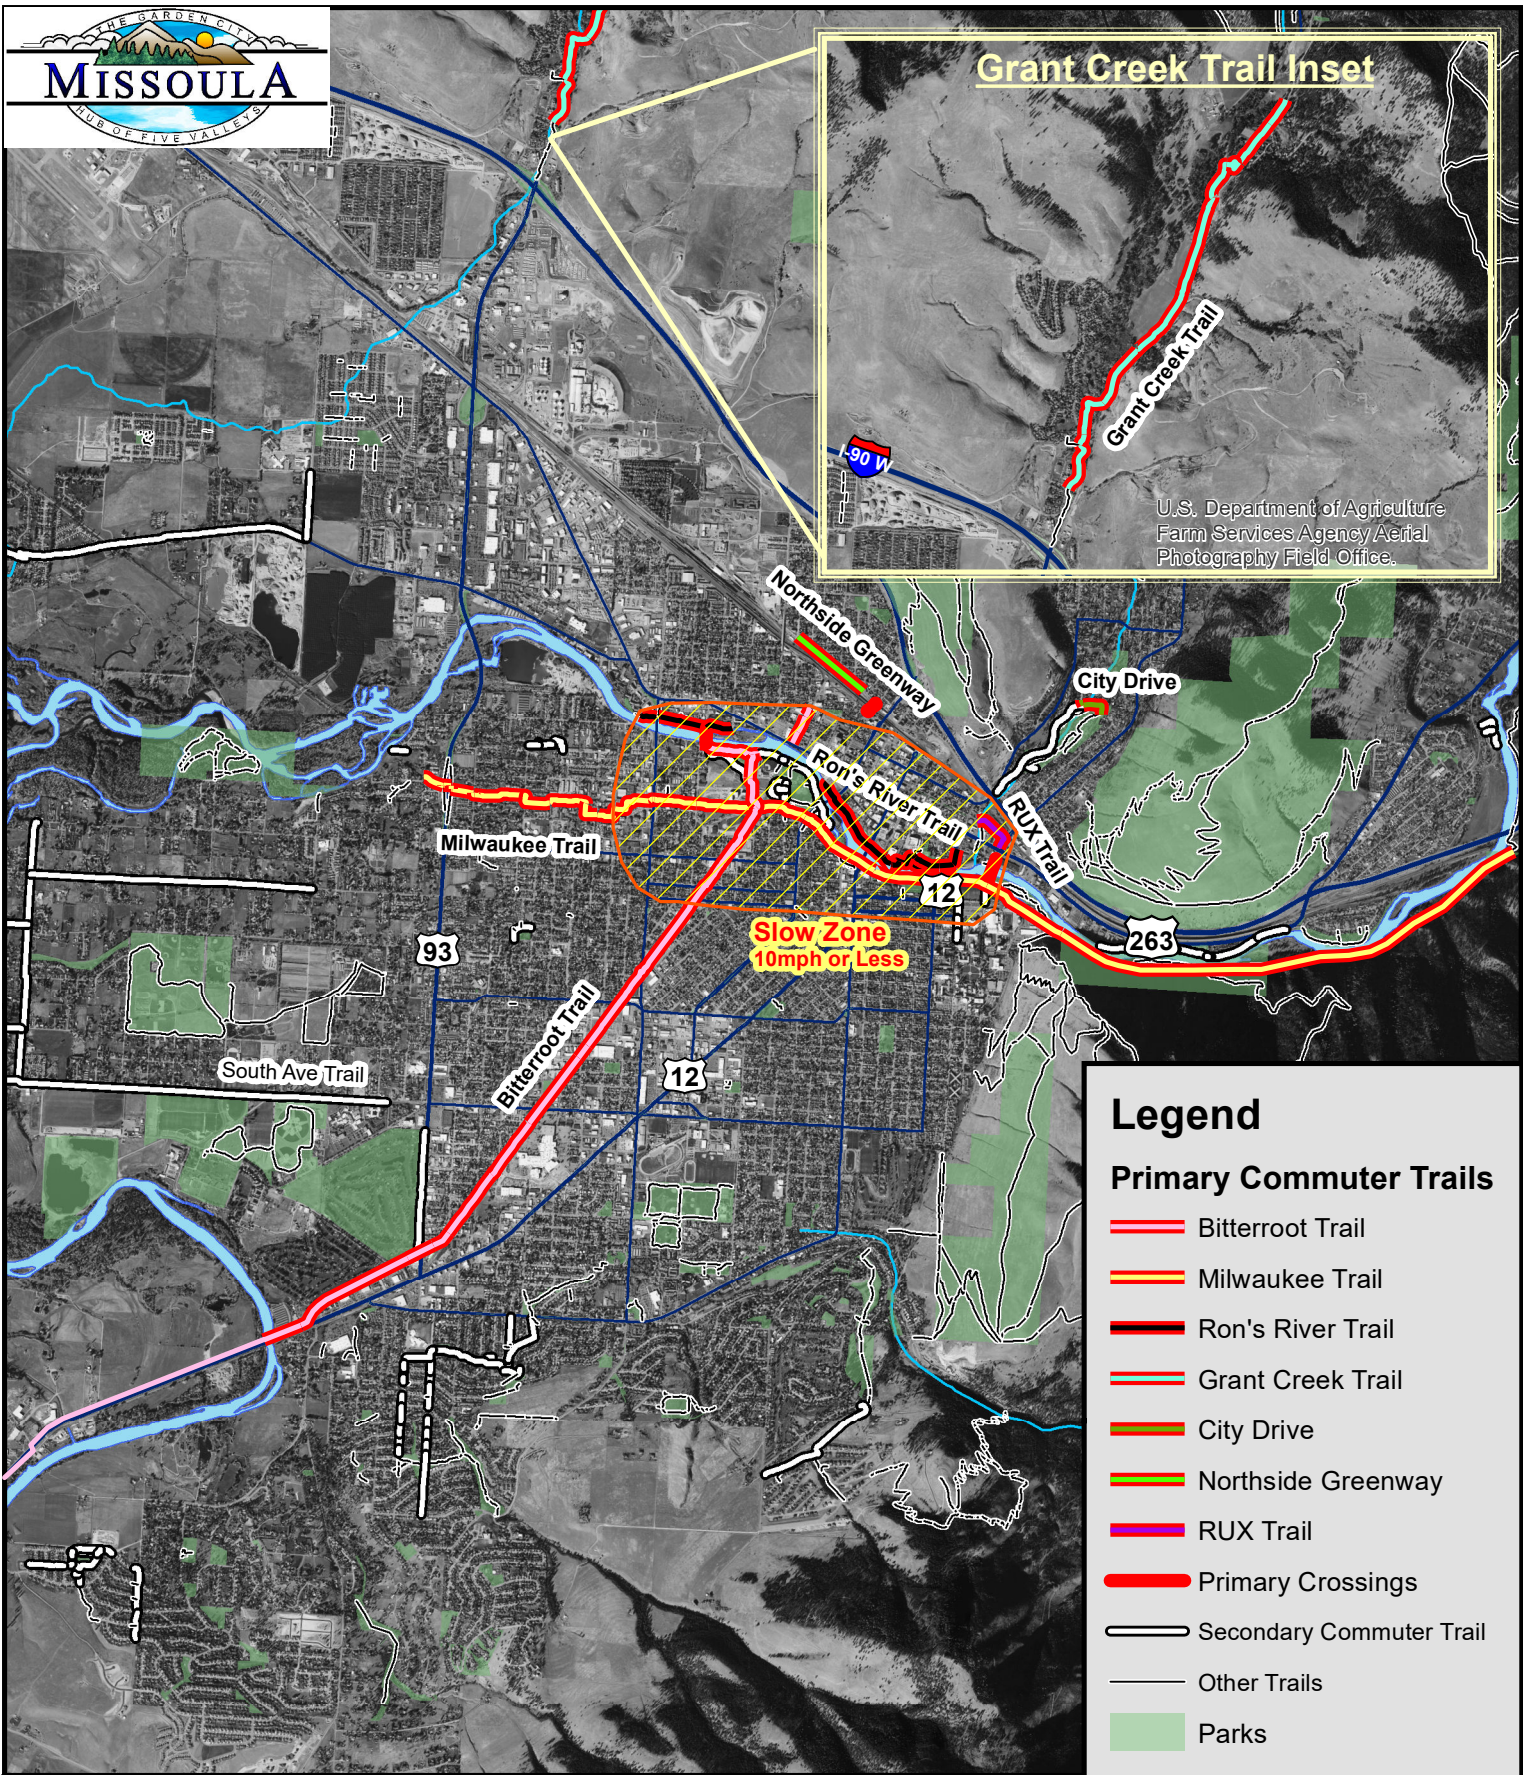 THE GARDEN CITY
MISSOULA
HUB OF FIVE VALLEYS
Grant Creek Trail Inset
Grant Creek Trail
I-90 W
U.S. Department of Agriculture
Farm Services Agency Aerial
Photography Field Office.
Northside Greenway
City Drive
Ron's River Trail
RUX Trail
Milwaukee Trail
12
263
93
Slow Zone
10mph or Less
Bitterroot Trail
South Ave Trail
12
Legend
Primary Commuter Trails
Bitterroot Trail
Milwaukee Trail
Ron's River Trail
Grant Creek Trail
City Drive
Northside Greenway
RUX Trail
Primary Crossings
Secondary Commuter Trail
Other Trails
Parks